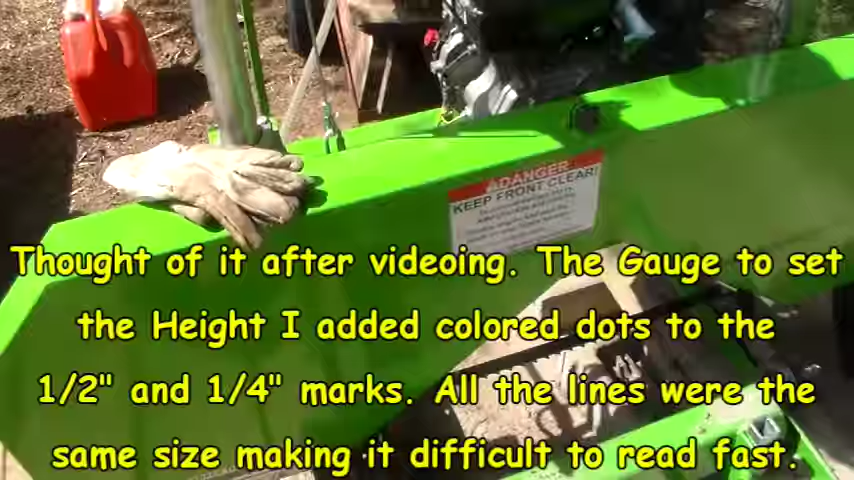 DANGER
KEEP FRONT CLEAR!
Thought of it after videoing. The Gauge to set
the Height I added colored dots to the
1/2" and 1/4" marks. All the lines were the
same size making it difficult to read fast.